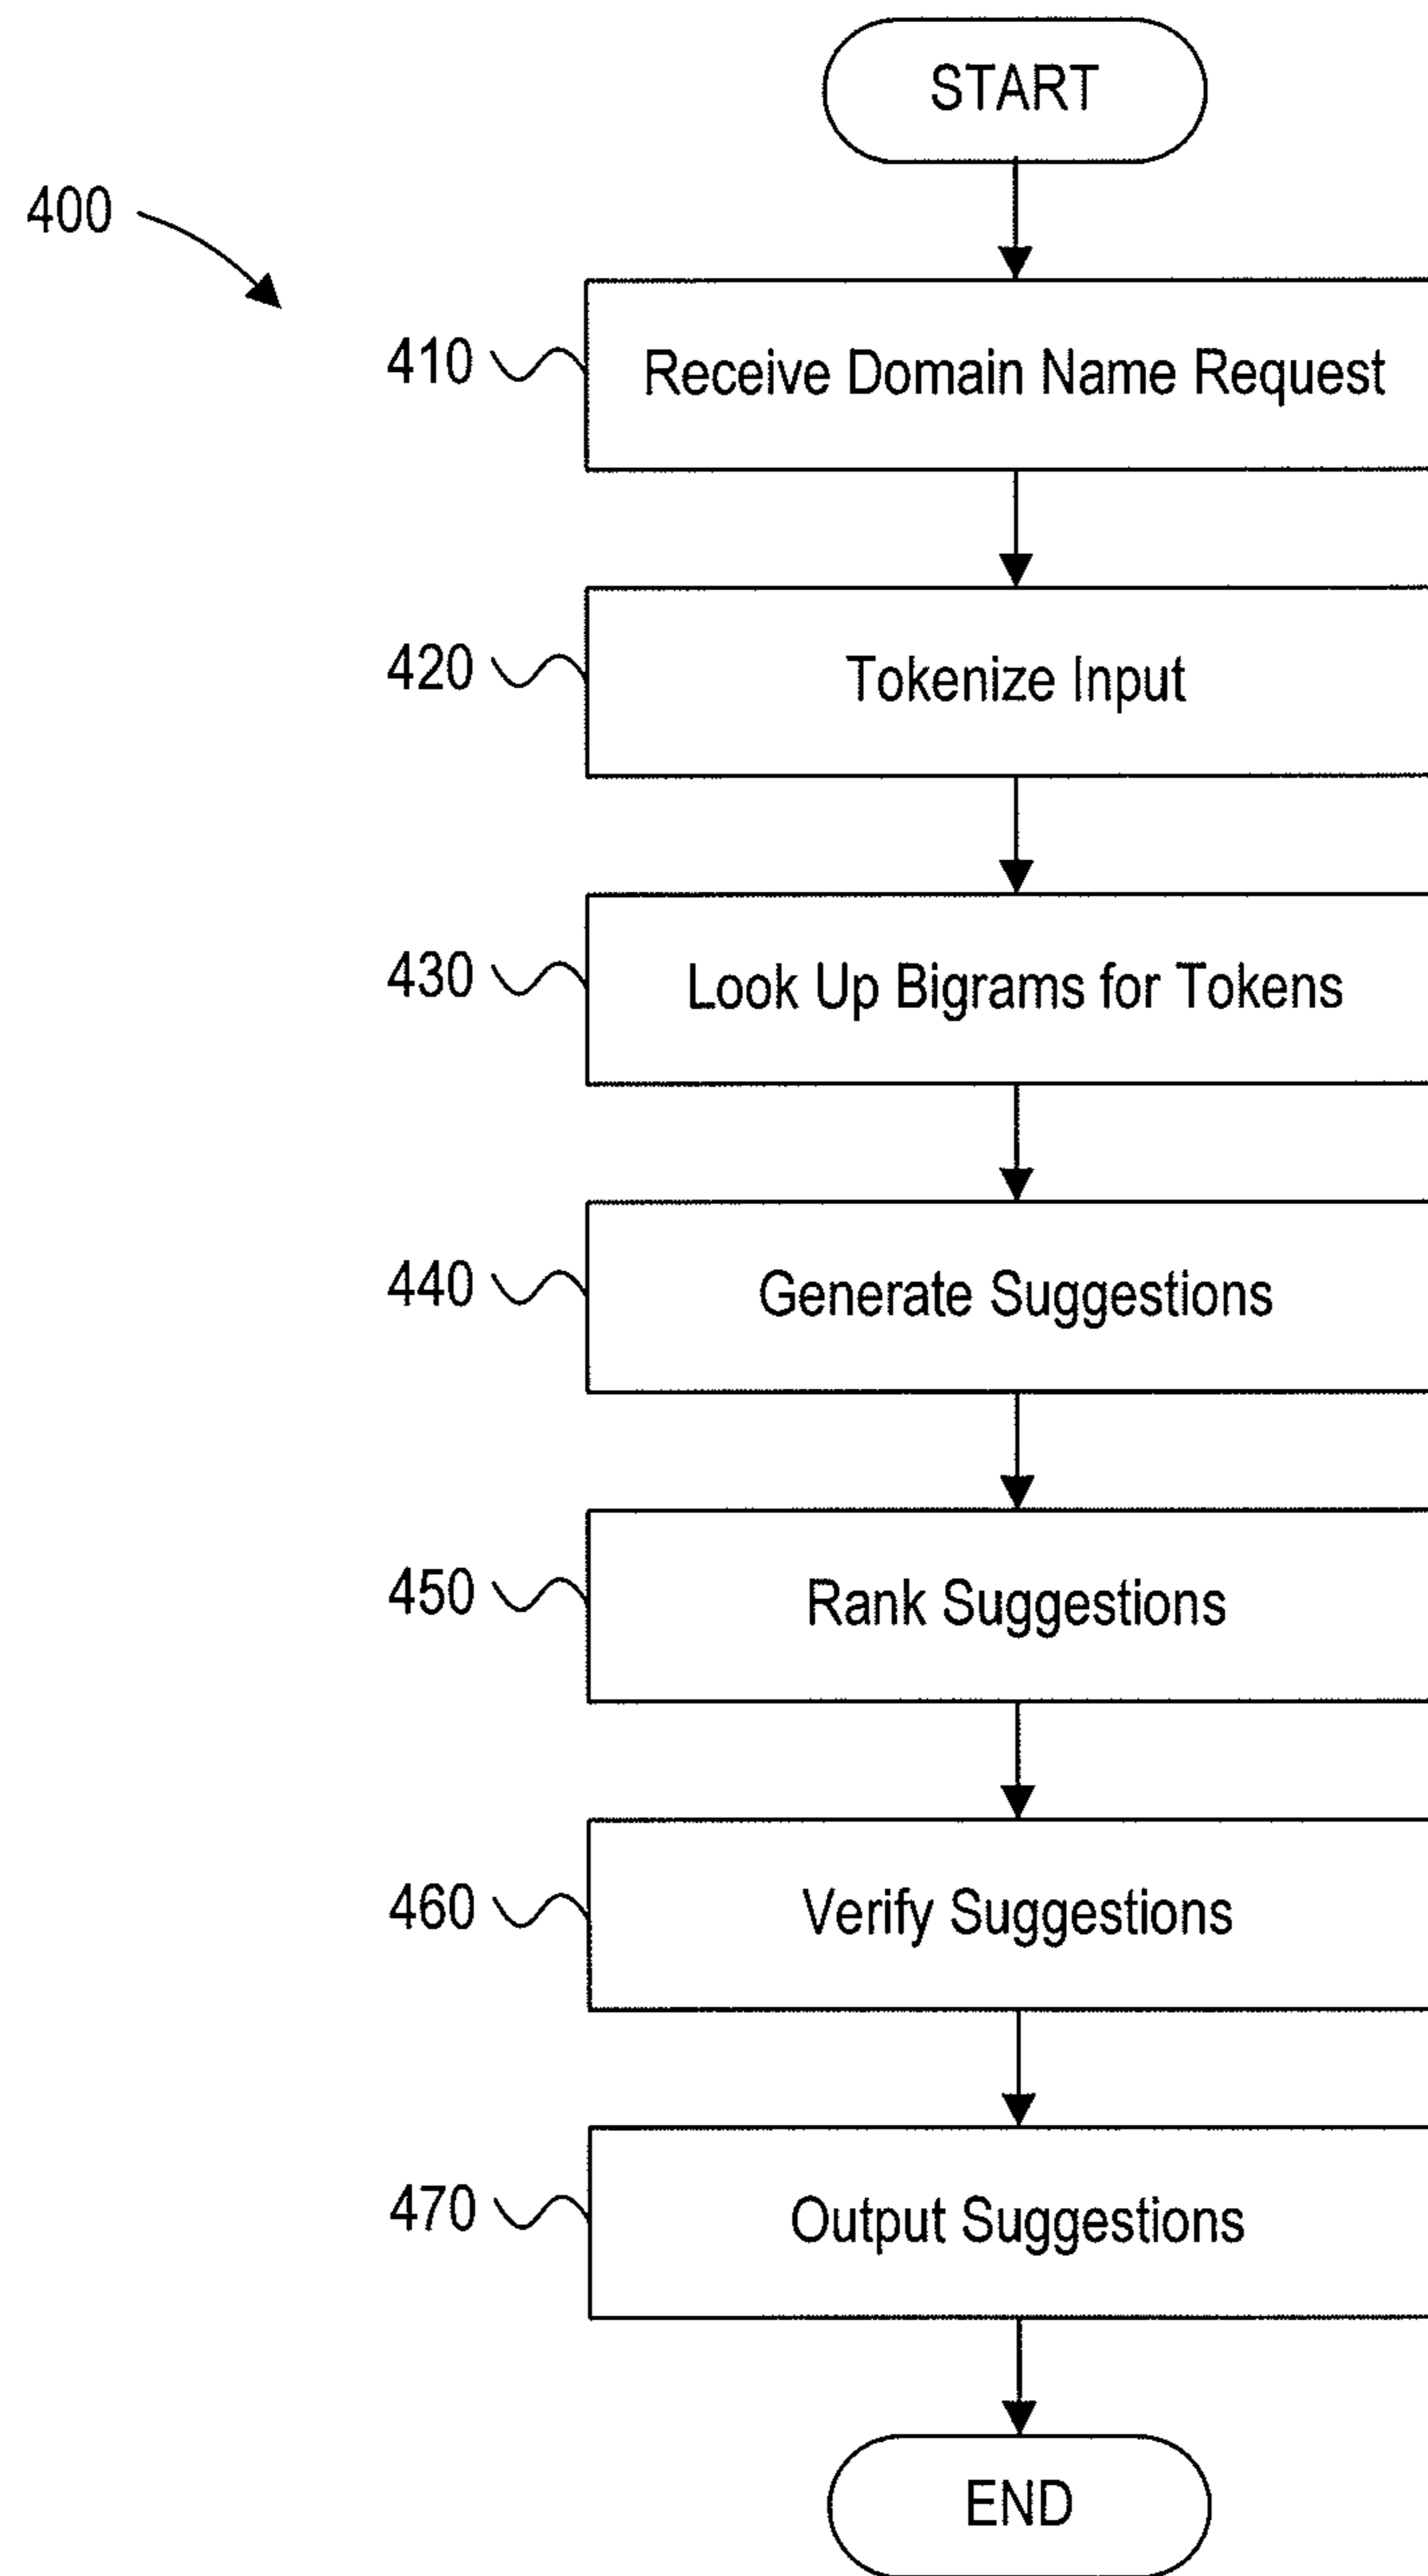 START
400
410 Receive Domain Name Request
420 Tokenize Input
430 Look Up Bigrams for Tokens
440 Generate Suggestions
450 Rank Suggestions
460 Verify Suggestions
470 Output Suggestions
END